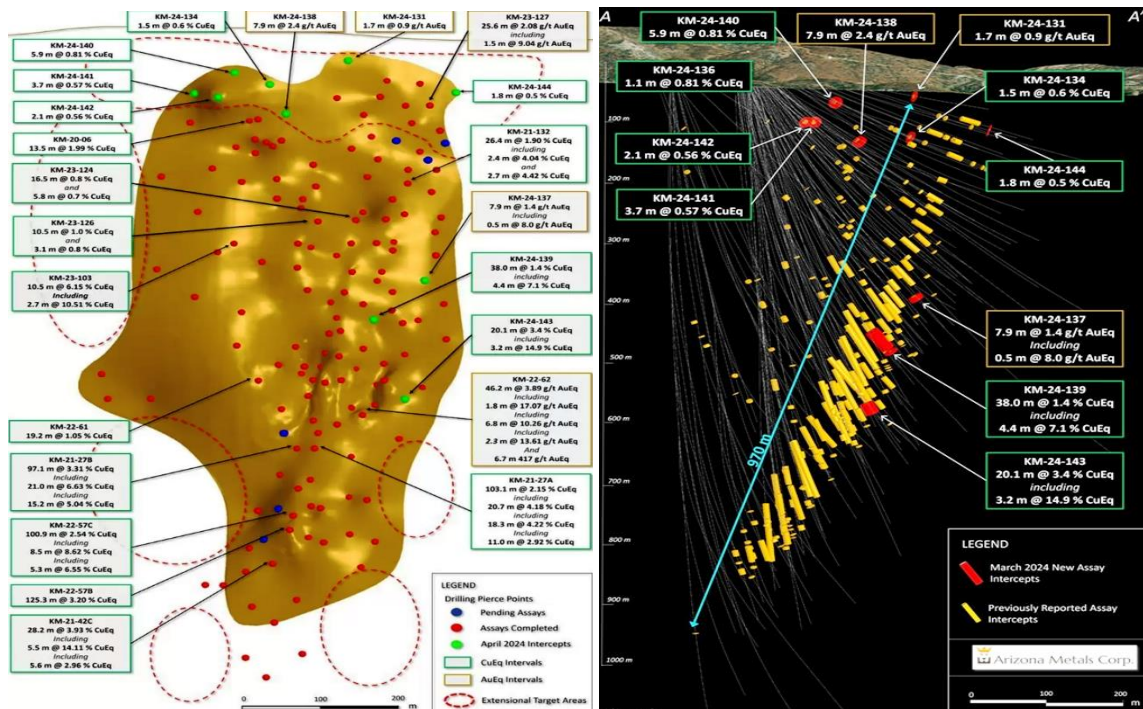 KM-24-134
1.5 m @ 0.6 % CuEq
KM-24-138
7.9 m @ 2.4 g/t AuEq
KM-24-131
1.7 m @ 0.9 g/t AuEq
KM-23-127
25.6 m @ 2.08 g/t AuEq
including
1.5 m @ 9.04 g/t AuEq
KM-24-140
5.9 m @ 0.81 % CuEq
KM-24-141
3.7 m @ 0.57 % CuEq
KM-24-142
2.1 m @ 0.56 % CuEq
KM-20-06
13.5 m @ 1.99 % CuEq
KM-23-124
16.5 m @ 0.8 % CuEq
and
5.8 m @ 0.7 % CuEq
KM-23-126
10.5 m @ 1.0 % CuEq
and
3.1 m @ 0.8 % CuEq
KM-23-103
10.5 m @ 6.15 % CuEq
Including
2.7 m @ 10.51 % CuEq
KM-22-61
19.2 m @ 1.05 % CuEq
KM-21-27B
97.1 m @ 3.31 % CuEq
Including
21.0 m @ 6.63 % CuEq
Including
15.2 m @ 5.04 % CuEq
KM-22-57C
100.9 m @ 2.54 % CuEq
Including
8.5 m @ 8.62 % CuEq
Including
5.3 m @ 6.55 % CuEq
KM-22-57B
125.3 m @ 3.20 % CuEq
KM-21-42C
28.2 m @ 3.93 % CuEq
Including
5.5 m @ 14.11 % CuEq
Including
5.6 m @ 2.96 % CuEq
KM-24-144
1.8 m @ 0.5 % CuEq
KM-21-132
26.4 m @ 1.90 % CuEq
including
2.4 m @ 4.04 % CuEq
and
2.7 m @ 4.42 % CuEq
KM-24-137
7.9 m @ 1.4 g/t AuEq
Including
0.5 m @ 8.0 g/t AuEq
KM-24-139
38.0 m @ 1.4 % CuEq
including
4.4 m @ 7.1 % CuEq
KM-24-143
20.1 m @ 3.4 % CuEq
including
3.2 m @ 14.9 % CuEq
KM-22-62
46.2 m @ 3.89 g/t AuEq
Including
1.8 m @ 17.07 g/t AuEq
Including
6.8 m @ 10.26 g/t AuEq
Including
2.3 m @ 13.61 g/t AuEq
And
6.7 m 417 g/t AuEq
KM-21-27A
103.1 m @ 2.15 % CuEq
including
20.7 m @ 4.18 % CuEq
including
18.3 m @ 4.22 % CuEq
Including
11.0 m @ 2.92 % CuEq
LEGEND
Drilling Pierce Points
Pending Assays
Assays Completed
April 2024 Intercepts
CuEq Intervals
AuEq Intervals
Extensional Target Areas
0 100 200
m
A
A'
KM-24-140
5.9 m @ 0.81 % CuEq
KM-24-138
7.9 m @ 2.4 g/t AuEq
KM-24-131
1.7 m @ 0.9 g/t AuEq
KM-24-136
1.1 m @ 0.81 % CuEq
KM-24-134
1.5 m @ 0.6 % CuEq
KM-24-142
2.1 m @ 0.56 % CuEq
KM-24-144
1.8 m @ 0.5 % CuEq
KM-24-141
3.7 m @ 0.57 % CuEq
100 m
200 m
300 m
400 m
500 m
600 m
700 m
800 m
900 m
1000 m
970 m
KM-24-137
7.9 m @ 1.4 g/t AuEq
Including
0.5 m @ 8.0 g/t AuEq
KM-24-139
38.0 m @ 1.4 % CuEq
including
4.4 m @ 7.1 % CuEq
KM-24-143
20.1 m @ 3.4 % CuEq
including
3.2 m @ 14.9 % CuEq
LEGEND
March 2024 New Assay
Intercepts
Previously Reported Assay
Intercepts
Arizona Metals Corp.
0 100 200
m